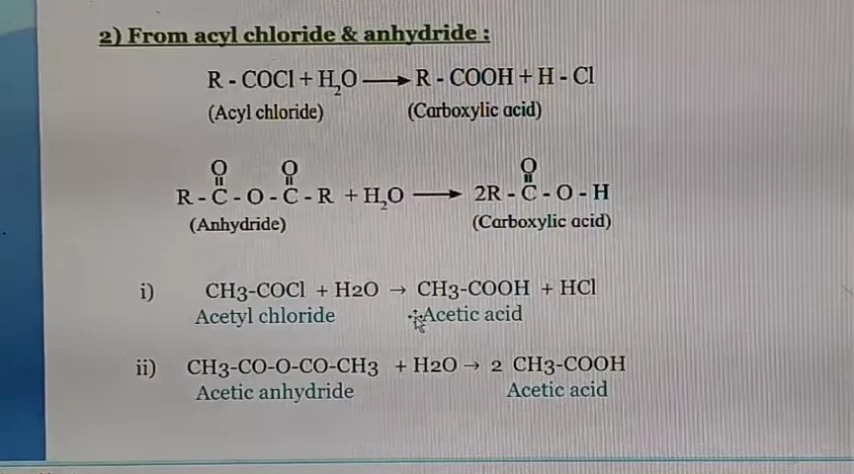 2) From acyl chloride & anhydride :
R - COCl + H₂O ⟶ R - COOH + H - Cl
(Acyl chloride) (Carboxylic acid)
O O O
|| || ||
R - C - O - C - R + H₂O ⟶ 2R - C - O - H
(Anhydride) (Carboxylic acid)
i) CH3-COCl + H2O → CH3-COOH + HCl
Acetyl chloride Acetic acid
ii) CH3-CO-O-CO-CH3 + H2O → 2 CH3-COOH
Acetic anhydride Acetic acid